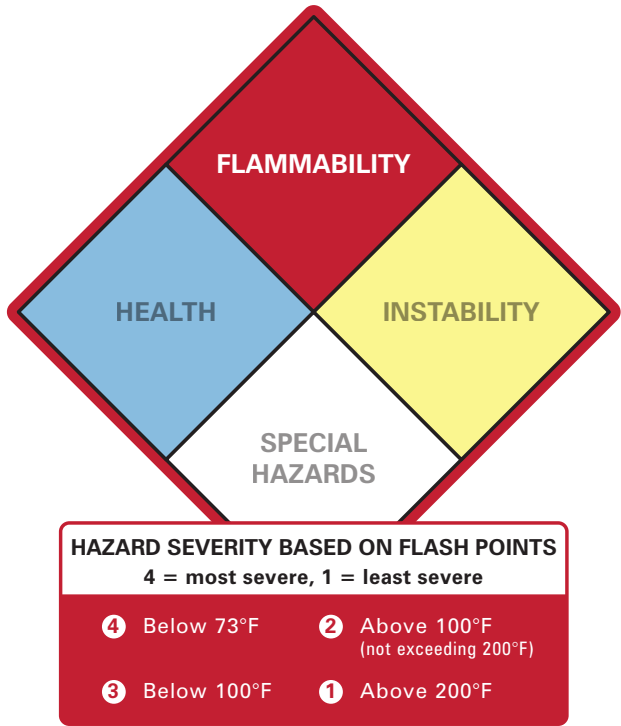 FLAMMABILITY
HEALTH
INSTABILITY
SPECIAL
HAZARDS
HAZARD SEVERITY BASED ON FLASH POINTS
4 = most severe, 1 = least severe
4 Below 73°F
2 Above 100°F
(not exceeding 200°F)
3 Below 100°F
1 Above 200°F